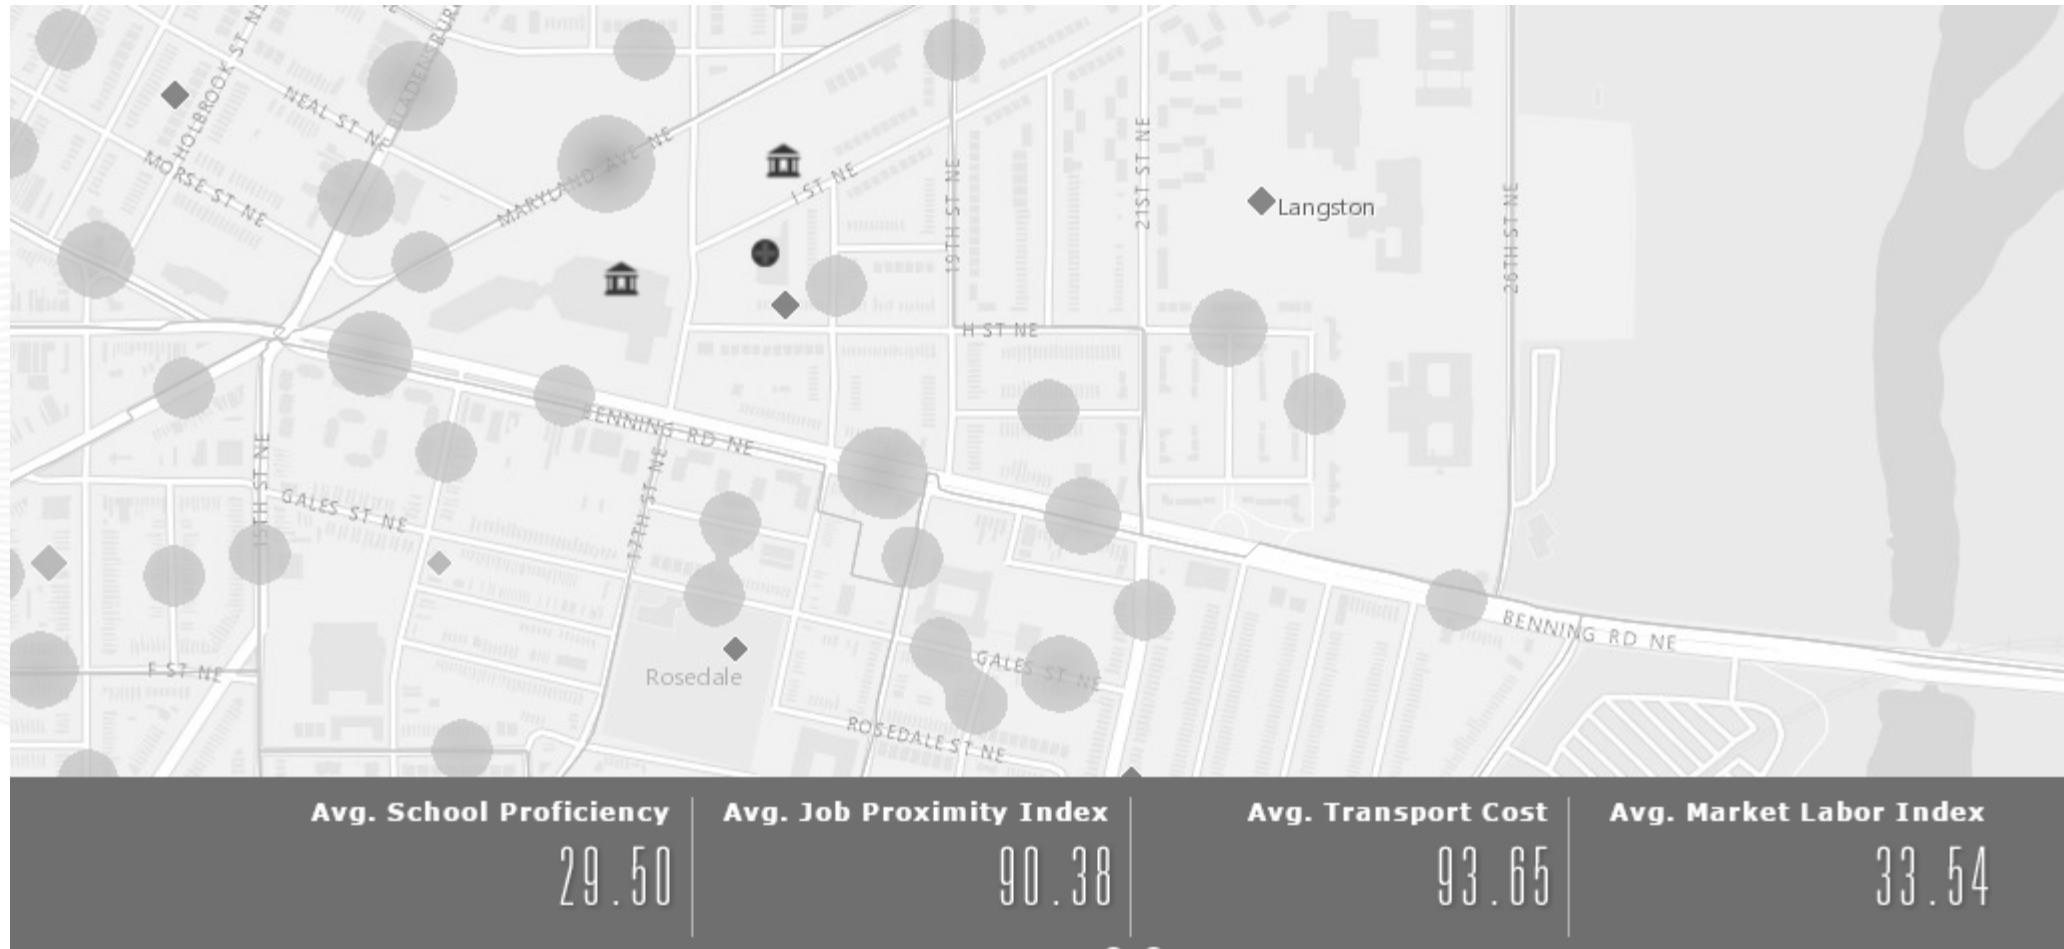 HOLBROOK ST NE
BLADENSBURG
NEAL ST NE
MORSE ST NE
MARYLAND AVE NE
I ST NE
19TH ST NE
21ST ST NE
26TH ST NE
Langston
H ST NE
BENNING RD NE
15TH ST NE
GALES ST NE
17TH ST NE
BENNING RD NE
F ST NE
Rosedale
GALES ST NE
ROSEDALE ST NE
Avg. School Proficiency
29.50
Avg. Job Proximity Index
90.38
Avg. Transport Cost
93.65
Avg. Market Labor Index
33.54